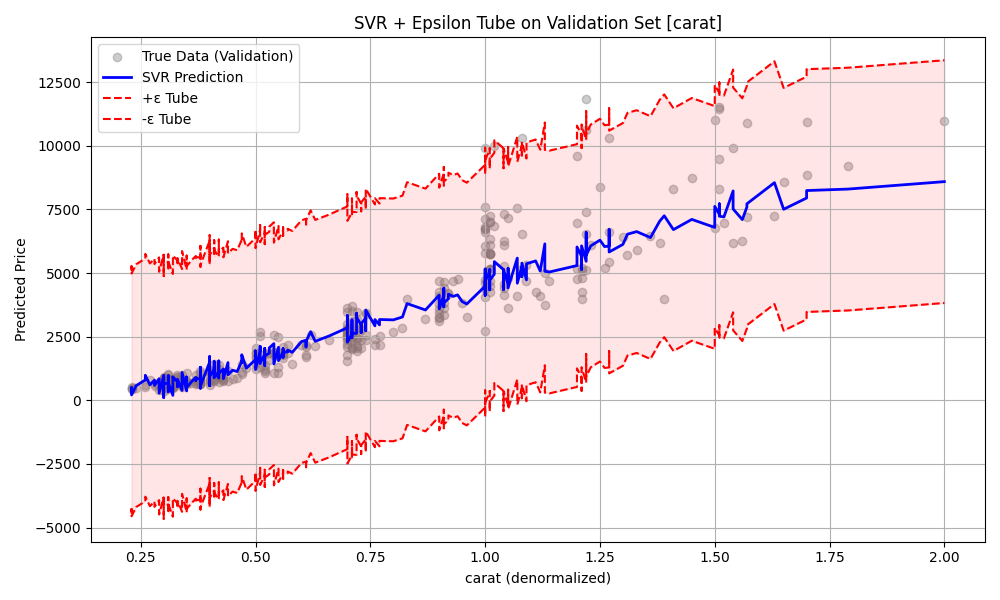 SVR + Epsilon Tube on Validation Set [carat]
True Data (Validation)
SVR Prediction
+ε Tube
-ε Tube
Predicted Price
12500
10000
7500
5000
2500
0
−2500
−5000
0.25
0.50
0.75
1.00
1.25
1.50
1.75
2.00
carat (denormalized)